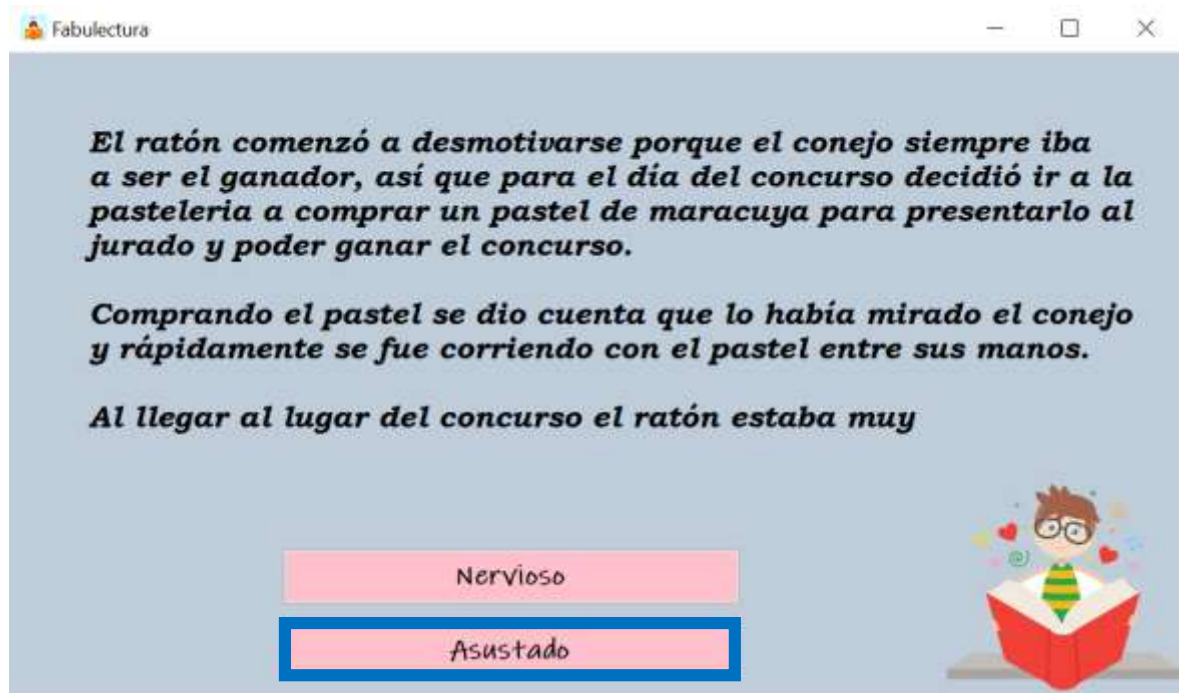 Fabulectura
El ratón comenzó a desmotivarse porque el conejo siempre iba
a ser el ganador, así que para el día del concurso decidió ir a la
pasteleria a comprar un pastel de maracuya para presentarlo al
jurado y poder ganar el concurso.
Comprando el pastel se dio cuenta que lo había mirado el conejo
y rápidamente se fue corriendo con el pastel entre sus manos.
Al llegar al lugar del concurso el ratón estaba muy
Nervioso
Asustado